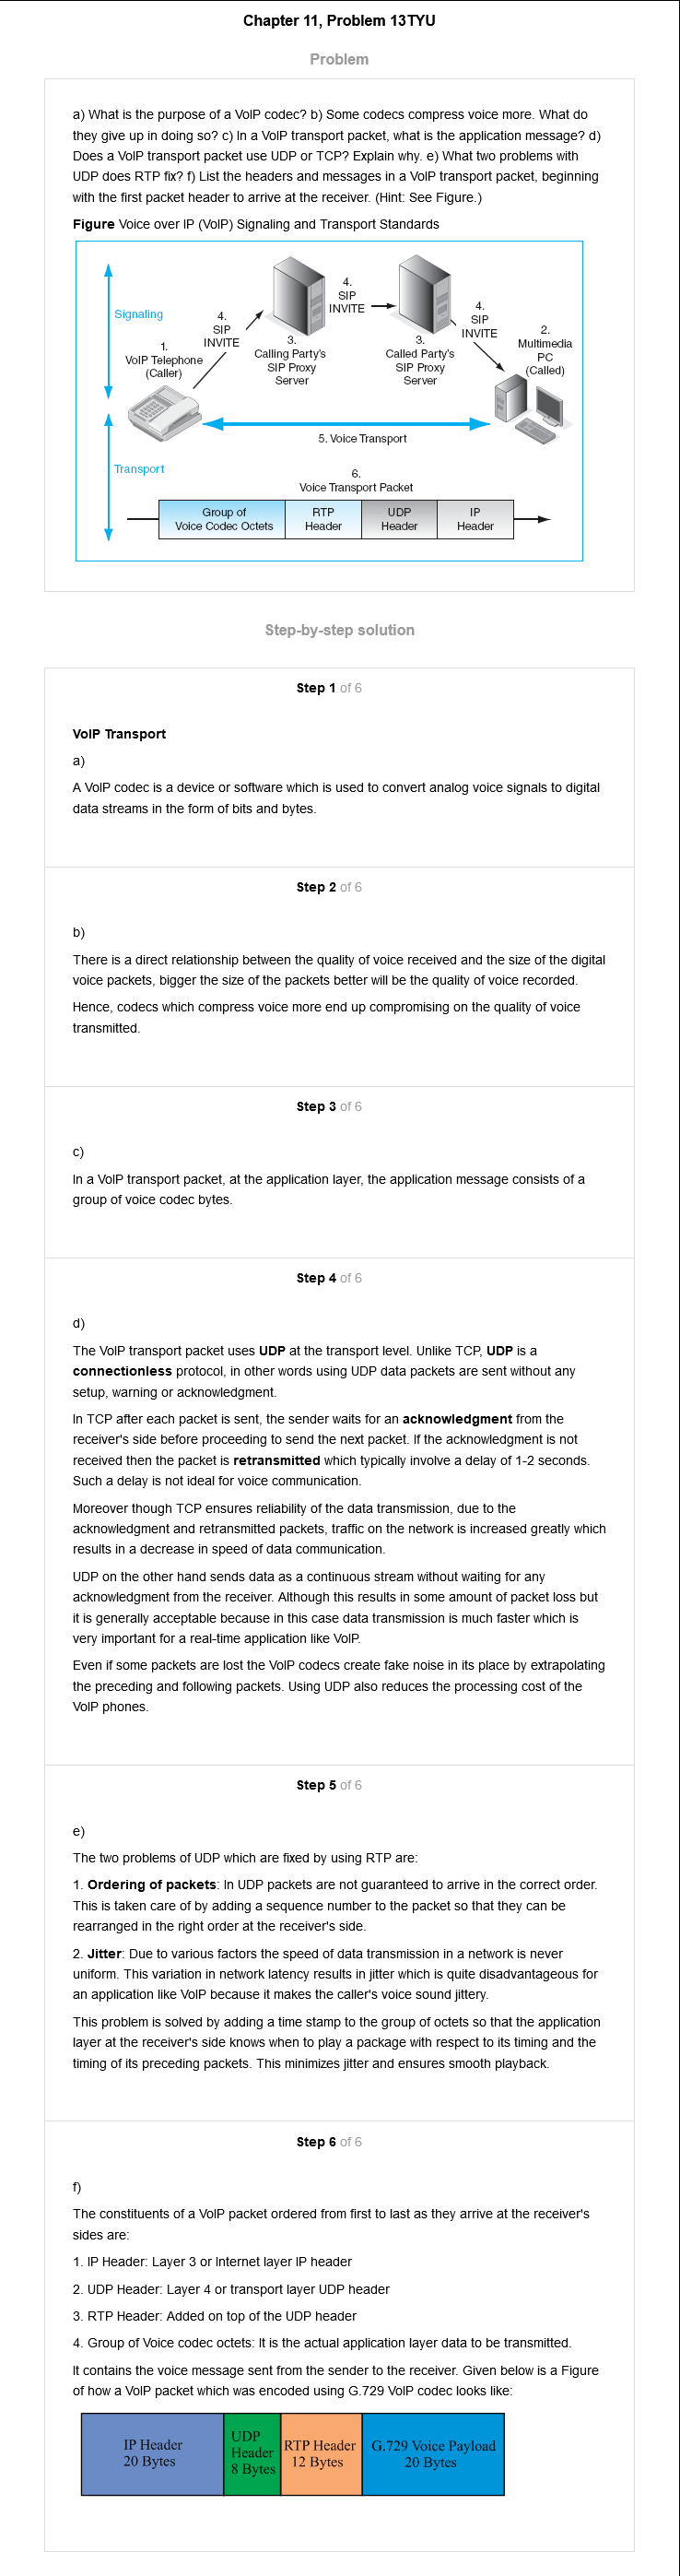 Chapter 11, Problem 13TYU
Problem
a) What is the purpose of a VoIP codec? b) Some codecs compress voice more. What do
they give up in doing so? c) In a VoIP transport packet, what is the application message? d)
Does a VoIP transport packet use UDP or TCP? Explain why. e) What two problems with
UDP does RTP fix? f) List the headers and messages in a VoIP transport packet, beginning
with the first packet header to arrive at the receiver. (Hint: See Figure.)
Figure Voice over IP (VoIP) Signaling and Transport Standards
Signaling
1.
VoIP Telephone
(Caller)
4.
SIP
INVITE
3.
Calling Party's
SIP Proxy
Server
4.
SIP
INVITE
3.
Called Party's
SIP Proxy
Server
4.
SIP
INVITE
2.
Multimedia
PC
(Called)
5. Voice Transport
Transport
6.
Voice Transport Packet
Group of
Voice Codec Octets
RTP
Header
UDP
Header
IP
Header
Step-by-step solution
Step 1 of 6
VoIP Transport
a)
A VoIP codec is a device or software which is used to convert analog voice signals to digital
data streams in the form of bits and bytes.
Step 2 of 6
b)
There is a direct relationship between the quality of voice received and the size of the digital
voice packets, bigger the size of the packets better will be the quality of voice recorded.
Hence, codecs which compress voice more end up compromising on the quality of voice
transmitted.
Step 3 of 6
c)
In a VoIP transport packet, at the application layer, the application message consists of a
group of voice codec bytes.
Step 4 of 6
d)
The VoIP transport packet uses UDP at the transport level. Unlike TCP, UDP is a
connectionless protocol, in other words using UDP data packets are sent without any
setup, warning or acknowledgment.
In TCP after each packet is sent, the sender waits for an acknowledgment from the
receiver's side before proceeding to send the next packet. If the acknowledgment is not
received then the packet is retransmitted which typically involve a delay of 1-2 seconds.
Such a delay is not ideal for voice communication.
Moreover though TCP ensures reliability of the data transmission, due to the
acknowledgment and retransmitted packets, traffic on the network is increased greatly which
results in a decrease in speed of data communication.
UDP on the other hand sends data as a continuous stream without waiting for any
acknowledgment from the receiver. Although this results in some amount of packet loss but
it is generally acceptable because in this case data transmission is much faster which is
very important for a real-time application like VoIP.
Even if some packets are lost the VoIP codecs create fake noise in its place by extrapolating
the preceding and following packets. Using UDP also reduces the processing cost of the
VoIP phones.
Step 5 of 6
e)
The two problems of UDP which are fixed by using RTP are:
1. Ordering of packets: In UDP packets are not guaranteed to arrive in the correct order.
This is taken care of by adding a sequence number to the packet so that they can be
rearranged in the right order at the receiver's side.
2. Jitter: Due to various factors the speed of data transmission in a network is never
uniform. This variation in network latency results in jitter which is quite disadvantageous for
an application like VoIP because it makes the caller's voice sound jittery.
This problem is solved by adding a time stamp to the group of octets so that the application
layer at the receiver's side knows when to play a package with respect to its timing and the
timing of its preceding packets. This minimizes jitter and ensures smooth playback.
Step 6 of 6
f)
The constituents of a VoIP packet ordered from first to last as they arrive at the receiver's
sides are:
1. IP Header: Layer 3 or Internet layer IP header
2. UDP Header: Layer 4 or transport layer UDP header
3. RTP Header: Added on top of the UDP header
4. Group of Voice codec octets: It is the actual application layer data to be transmitted.
It contains the voice message sent from the sender to the receiver. Given below is a Figure
of how a VoIP packet which was encoded using G.729 VoIP codec looks like:
IP Header
20 Bytes
UDP
Header
8 Bytes
RTP Header
12 Bytes
G.729 Voice Payload
20 Bytes